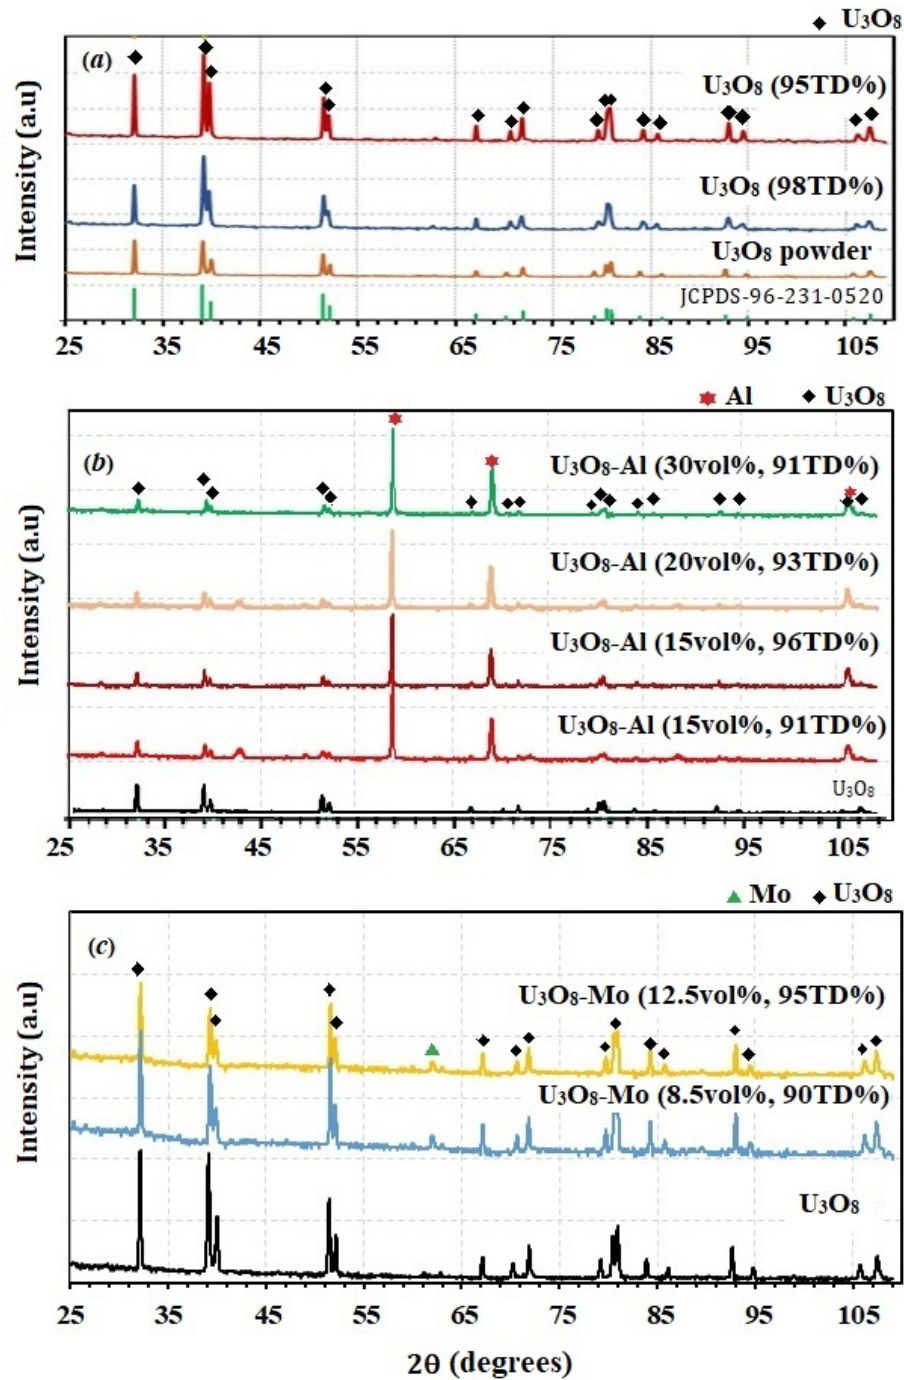 ◆ U₃O₈
(a)
U₃O₈ (95TD%)
U₃O₈ (98TD%)
U₃O₈ powder
JCPDS-96-231-0520
Intensity (a.u)
25 35 45 55 65 75 85 95 105
Al ◆ U₃O₈
(b)
U₃O₈-Al (30vol%, 91TD%)
U₃O₈-Al (20vol%, 93TD%)
U₃O₈-Al (15vol%, 96TD%)
U₃O₈-Al (15vol%, 91TD%)
U₃O₈
Intensity (a.u)
25 35 45 55 65 75 85 95 105
▲ Mo ◆ U₃O₈
(c)
U₃O₈-Mo (12.5vol%, 95TD%)
U₃O₈-Mo (8.5vol%, 90TD%)
U₃O₈
Intensity (a.u)
25 35 45 55 65 75 85 95 105
2θ (degrees)